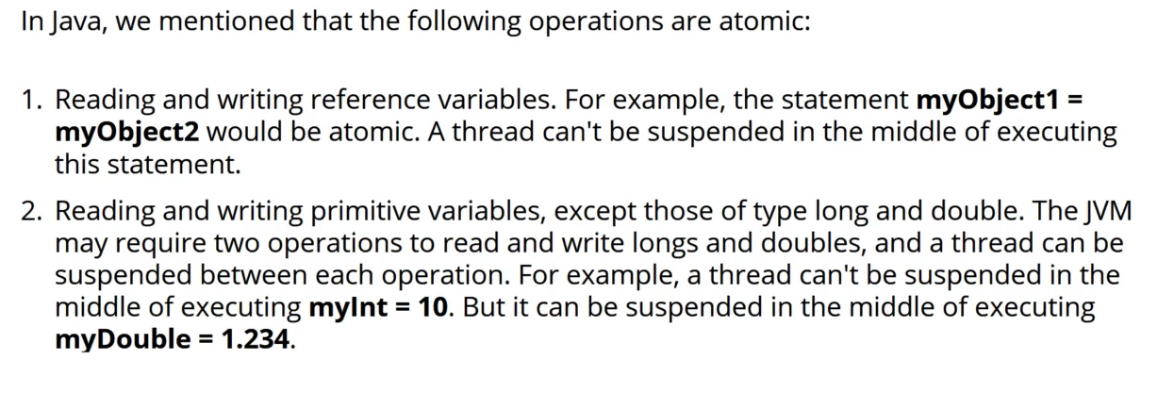 In Java, we mentioned that the following operations are atomic:
1. Reading and writing reference variables. For example, the statement myObject1 =
myObject2 would be atomic. A thread can't be suspended in the middle of executing
this statement.
2. Reading and writing primitive variables, except those of type long and double. The JVM
may require two operations to read and write longs and doubles, and a thread can be
suspended between each operation. For example, a thread can't be suspended in the
middle of executing myInt = 10. But it can be suspended in the middle of executing
myDouble = 1.234.